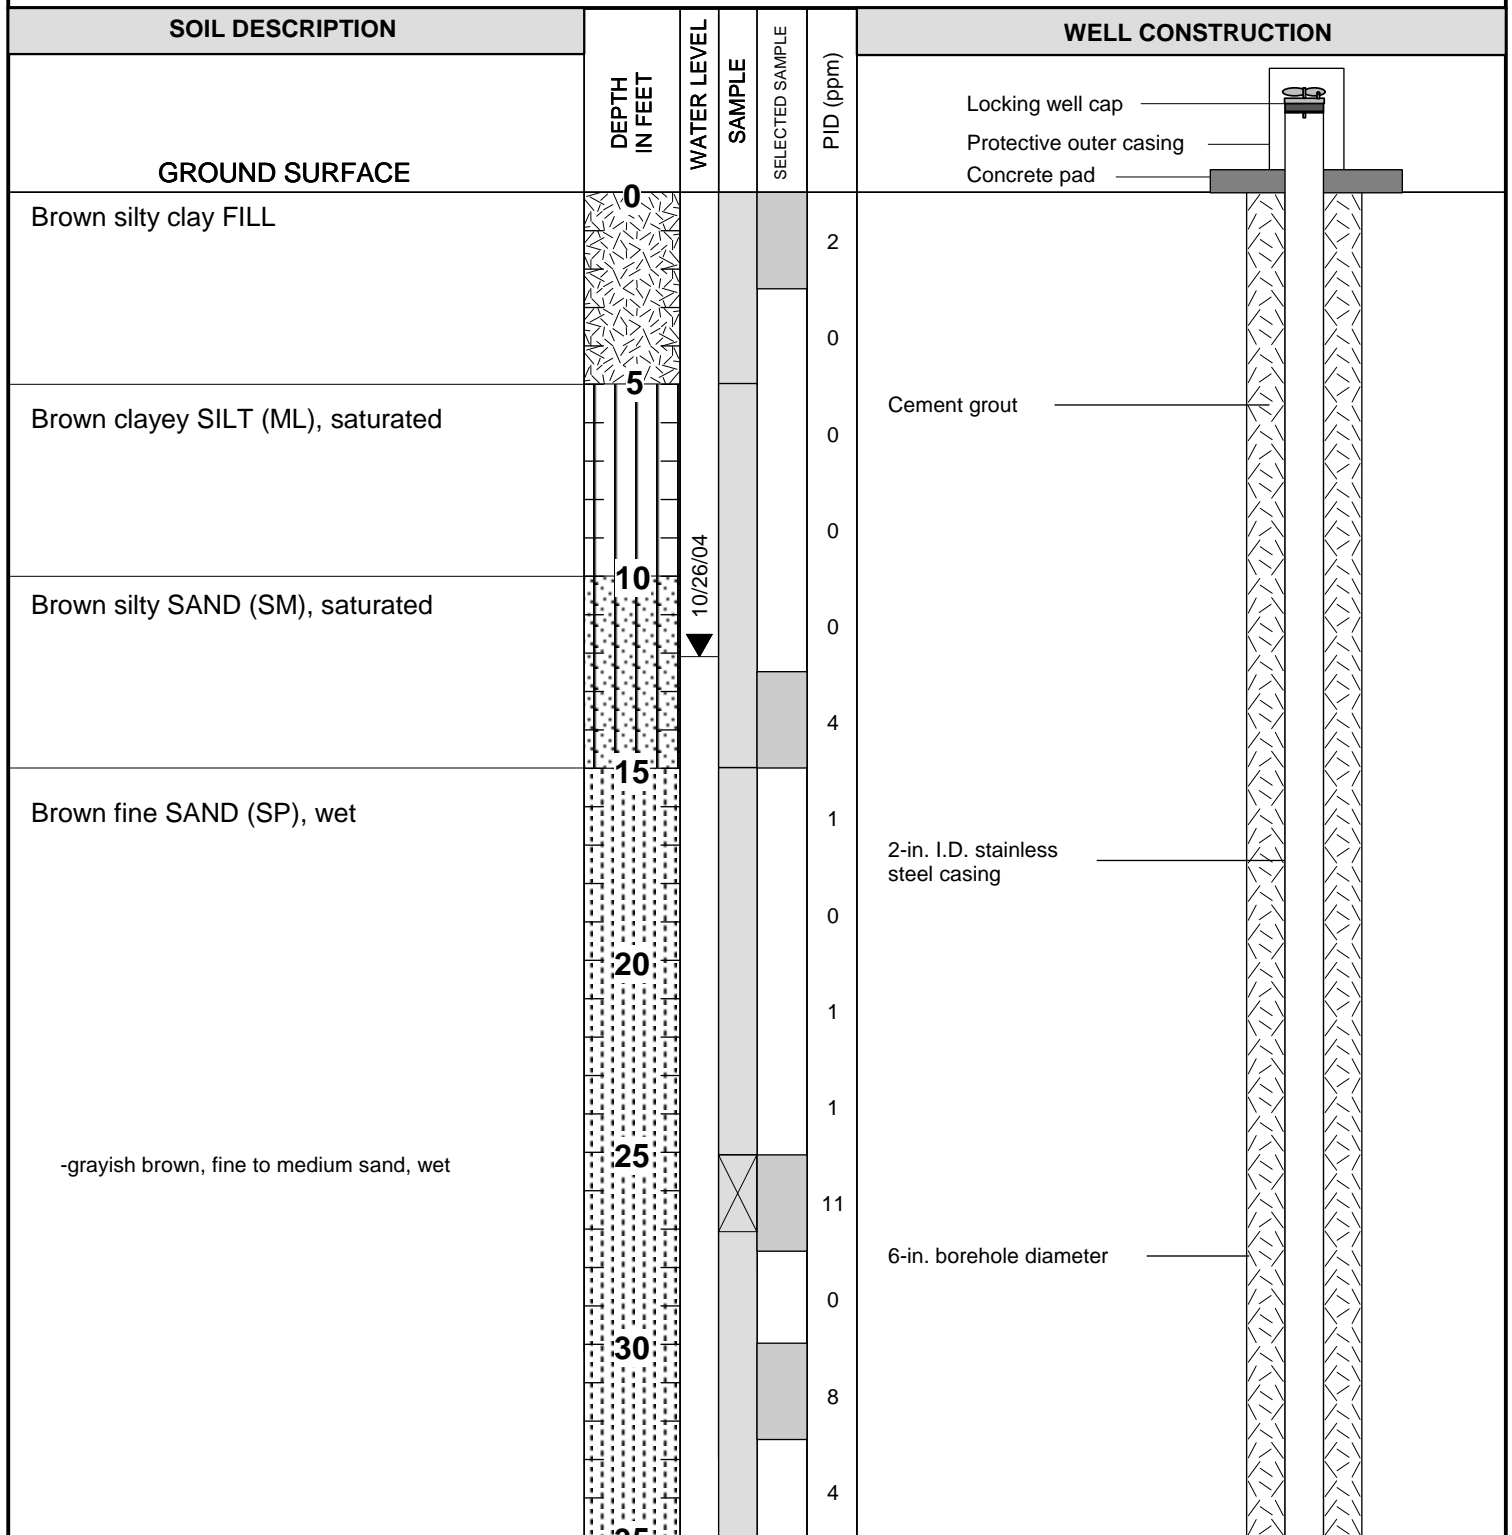 SOIL DESCRIPTION
DEPTH
IN FEET
WATER LEVEL
SAMPLE
SELECTED SAMPLE
PID (ppm)
WELL CONSTRUCTION
Locking well cap
Protective outer casing
Concrete pad
GROUND SURFACE
0
Brown silty clay FILL
2
0
5
Brown clayey SILT (ML), saturated
Cement grout
0
0
10/26/04
10
Brown silty SAND (SM), saturated
0
4
15
Brown fine SAND (SP), wet
1
2-in. I.D. stainless
steel casing
0
20
1
1
25
-grayish brown, fine to medium sand, wet
11
6-in. borehole diameter
0
30
8
4